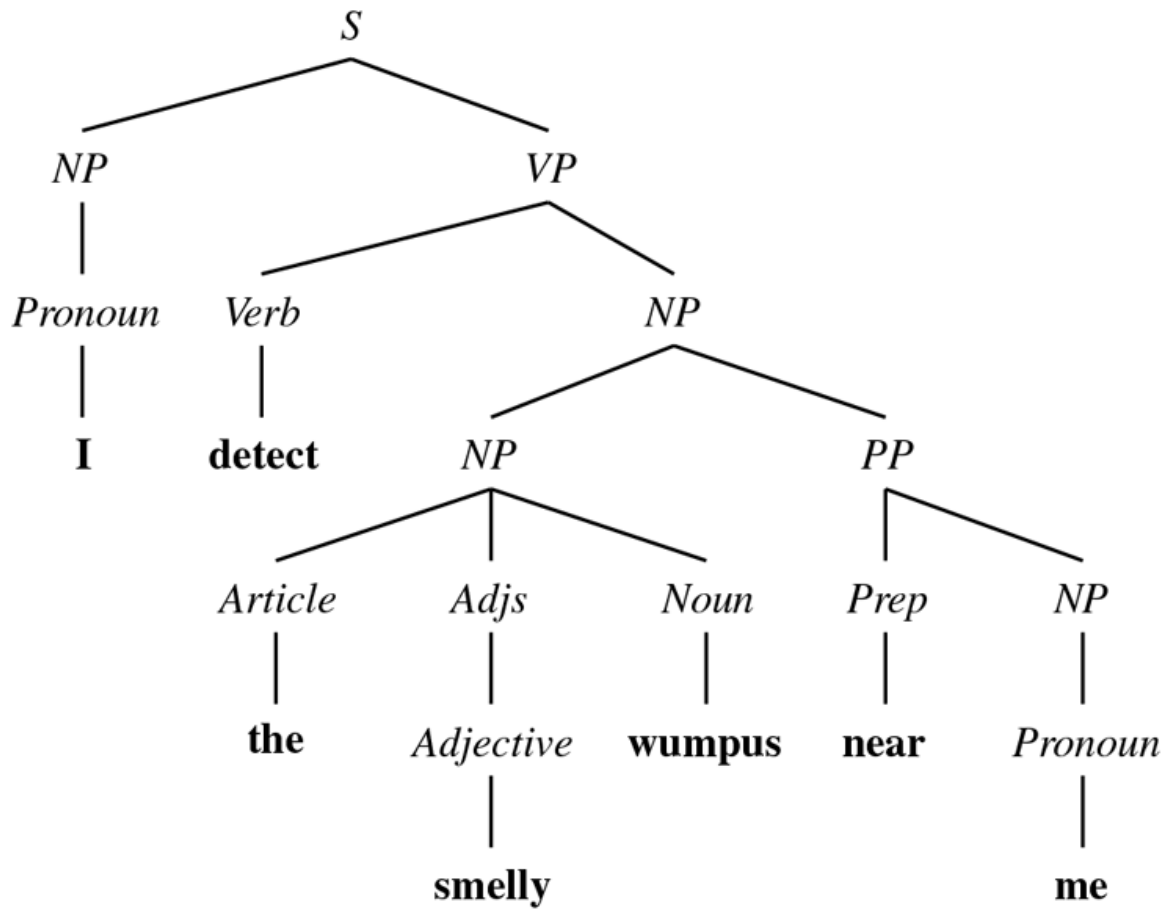 S
NP VP
Pronoun Verb NP
I detect NP PP
Article Adjs Noun Prep NP
the Adjective wumpus near Pronoun
smelly me